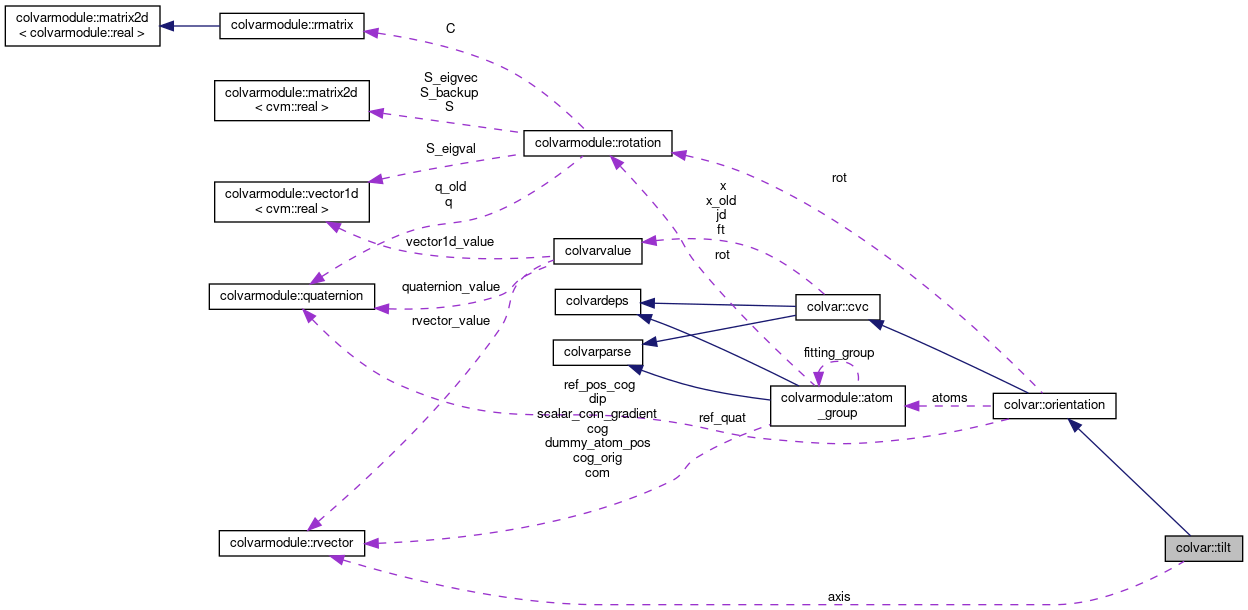 colvarmodule::matrix2d
< colvarmodule::real >
colvarmodule::rmatrix
C
colvarmodule::matrix2d
< cvm::real >
S_eigvec
S_backup
S
colvarmodule::rotation
S_eigval
colvarmodule::vector1d
< cvm::real >
q_old
q
rot
x
x_old
jd
ft
rot
vector1d_value
colvarvalue
colvarmodule::quaternion
quaternion_value
colvardeps
colvar::cvc
rvector_value
colvarparse
fitting_group
ref_pos_cog
dip
scalar_com_gradient
cog
dummy_atom_pos
cog_orig
com
ref_quat
colvarmodule::atom
_group
atoms
colvar::orientation
colvarmodule::rvector
colvar::tilt
axis